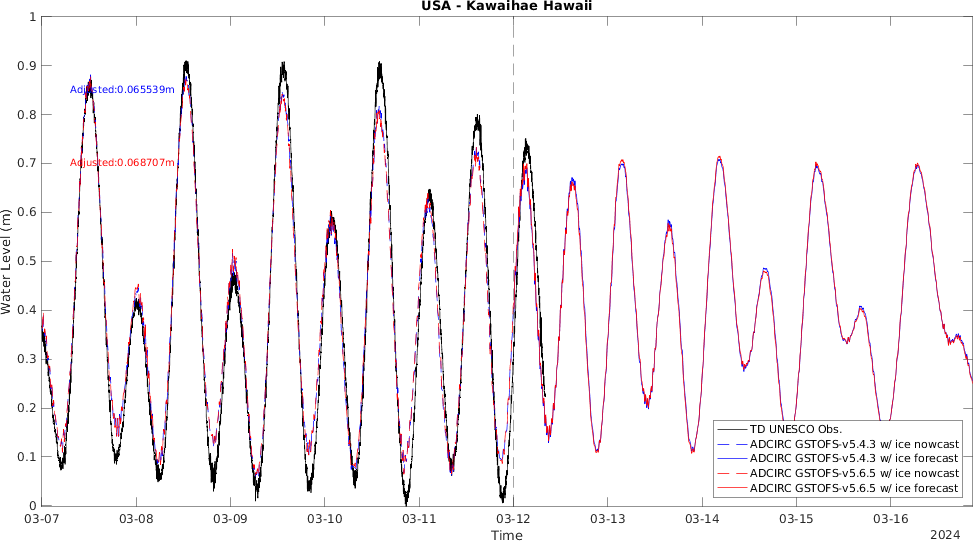 USA - Kawaihae Hawaii
1
0.9
0.8
0.7
0.6
0.5
0.4
0.3
0.2
0.1
0
Water Level (m)
Adjusted:0.065539m
Adjusted:0.068707m
TD UNESCO Obs.
ADCIRC GSTOFS-v5.4.3 w/ ice nowcast
ADCIRC GSTOFS-v5.4.3 w/ ice forecast
ADCIRC GSTOFS-v5.6.5 w/ ice nowcast
ADCIRC GSTOFS-v5.6.5 w/ ice forecast
03-07 03-08 03-09 03-10 03-11 03-12 03-13 03-14 03-15 03-16
Time
2024